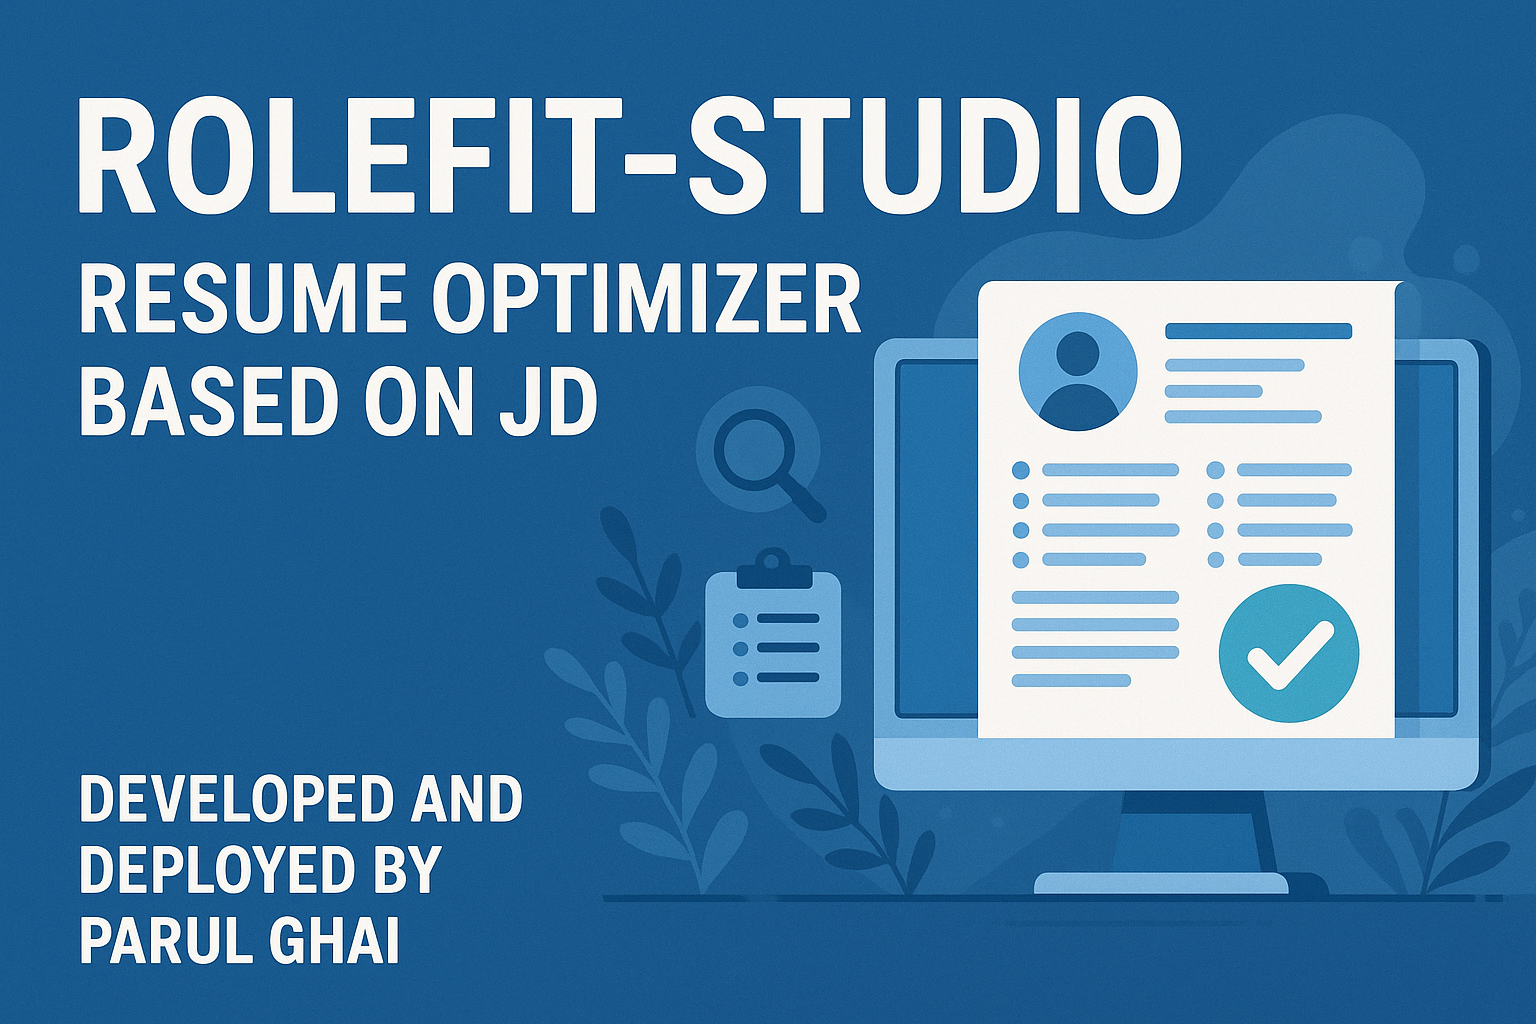 ROLEFIT-STUDIO
RESUME OPTIMIZER
BASED ON JD
DEVELOPED AND
DEPLOYED BY
PARUL GHAI